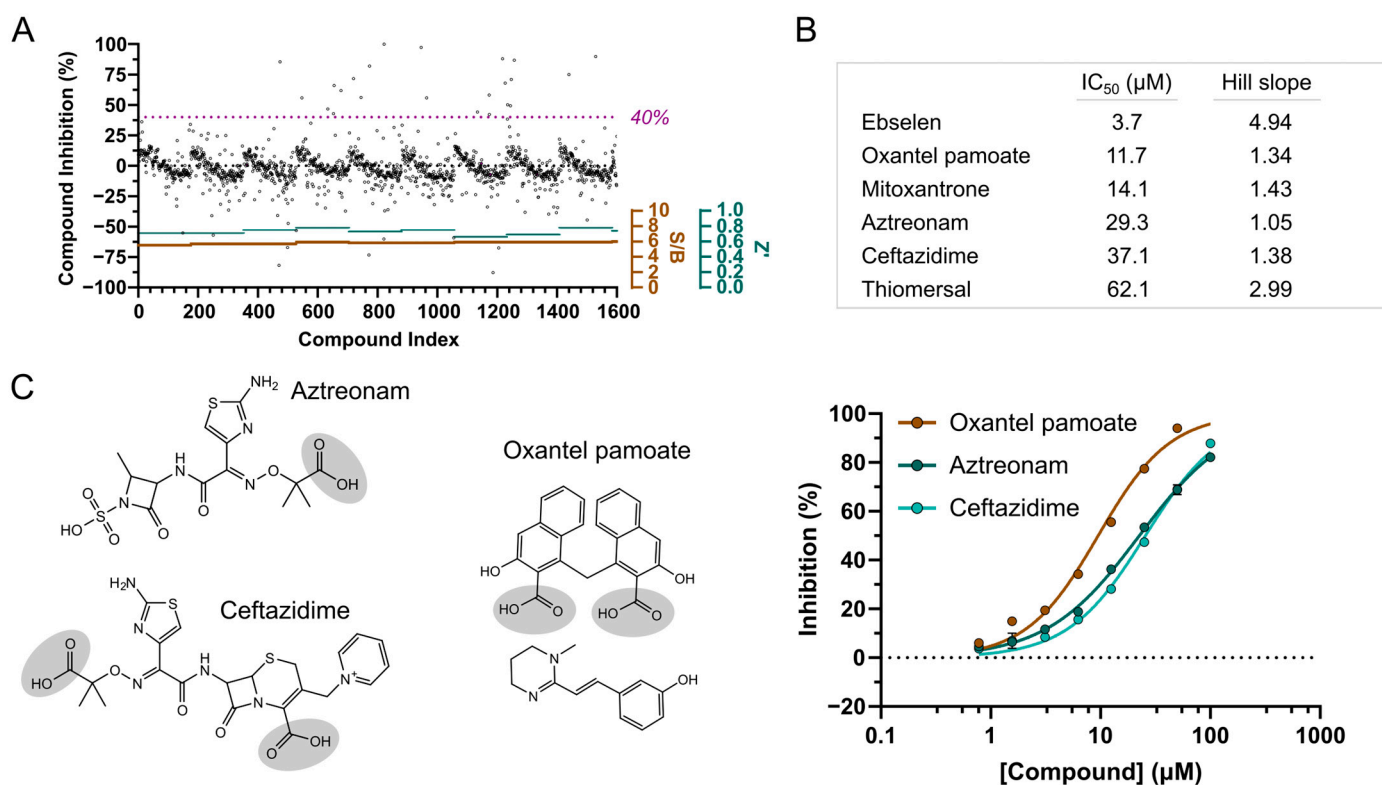 A
Compound Inhibition (%)
100
75
50
25
0
−25
−50
−75
−100
40%
10
8
6
4
2
0
S/B
1.0
0.8
0.6
0.4
0.2
0.0
Z'
0 200 400 600 800 1000 1200 1400 1600
Compound Index
B
IC50 (µM) Hill slope
Ebselen 3.7 4.94
Oxantel pamoate 11.7 1.34
Mitoxantrone 14.1 1.43
Aztreonam 29.3 1.05
Ceftazidime 37.1 1.38
Thiomersal 62.1 2.99
C
Aztreonam
NH2
S
N
O
NH
O
OH
O
N
O
N
S
O
HO
O
O
Ceftazidime
H2N
S
N
O
HO
O
N
O
NH
S
N
O
N+
O
OH
Oxantel pamoate
HO
OH
HO
O
HO
O
N
N
OH
Inhibition (%)
100
80
60
40
20
0
−20
Oxantel pamoate
Aztreonam
Ceftazidime
0.1 1 10 100 1000
[Compound] (µM)